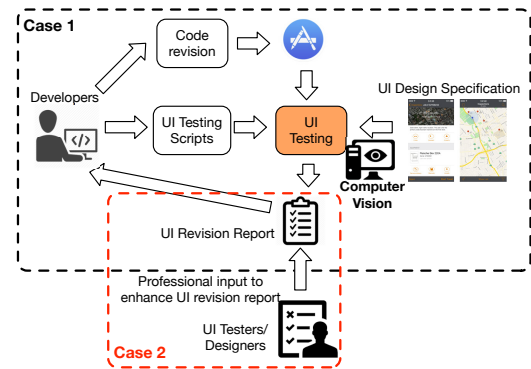 Case 1
Code
revision
Developers
UI Design Specification
UI Testing
Scripts
UI
Testing
</>
Computer
Vision
UI Revision Report
Professional input to
enhance UI revision report
UI Testers/
Designers
Case 2